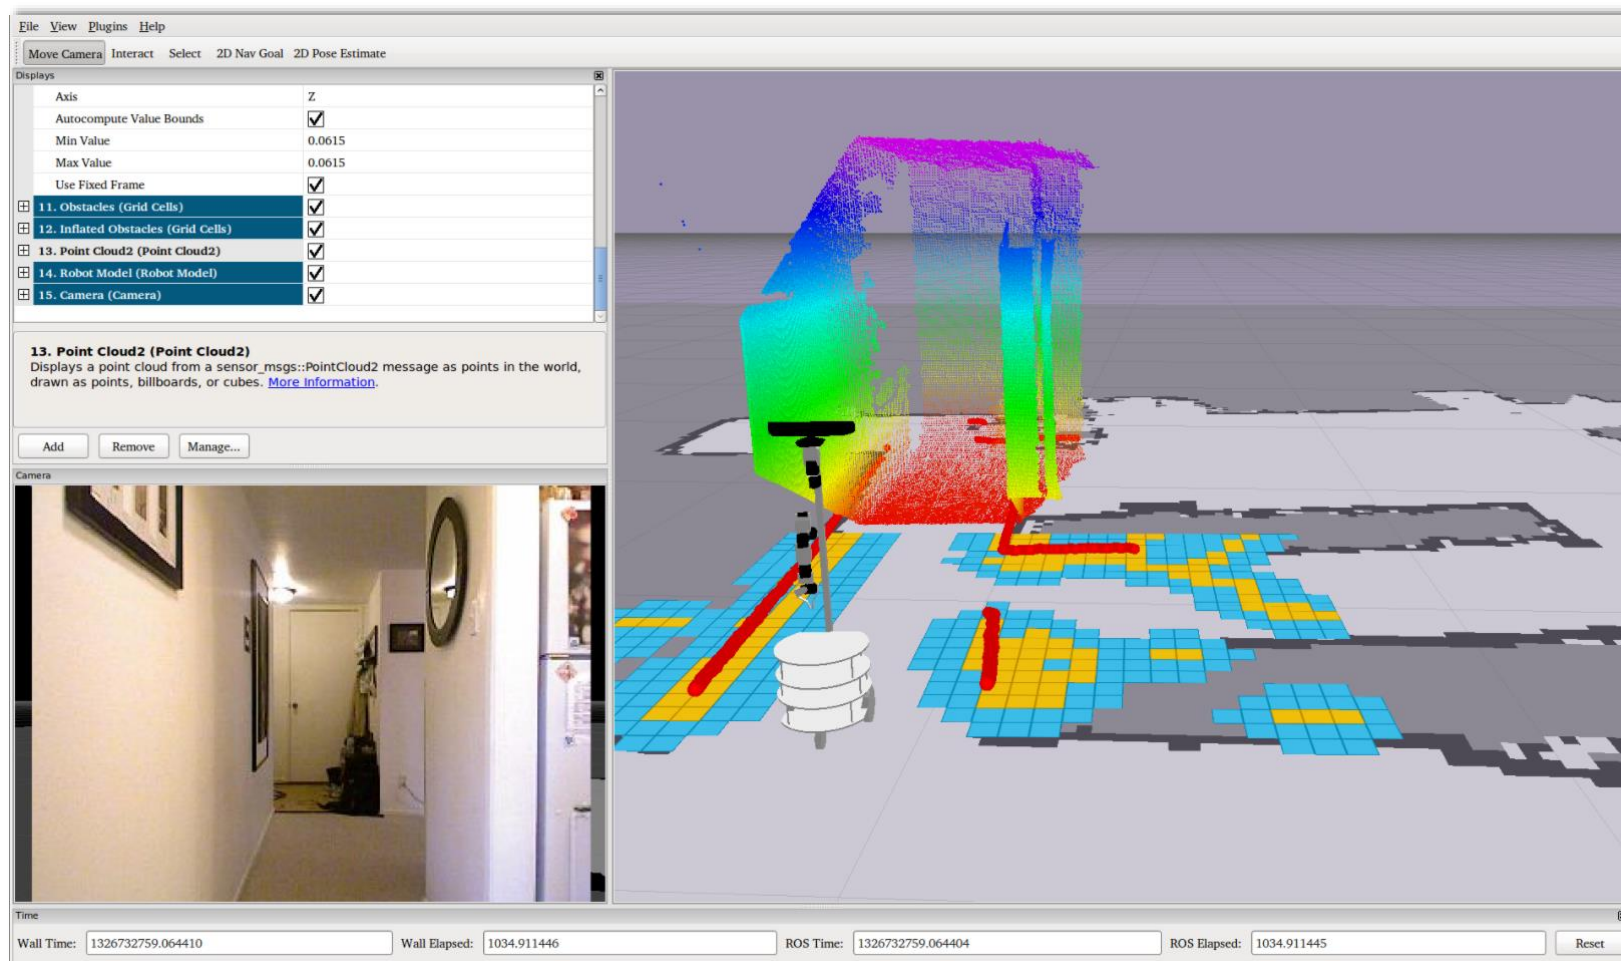 File View Plugins Help
Move Camera Interact Select 2D Nav Goal 2D Pose Estimate
Displays
Axis Z
Autocompute Value Bounds
Min Value 0.0615
Max Value 0.0615
Use Fixed Frame
11. Obstacles (Grid Cells)
12. Inflated Obstacles (Grid Cells)
13. Point Cloud2 (Point Cloud2)
14. Robot Model (Robot Model)
15. Camera (Camera)
13. Point Cloud2 (Point Cloud2)
Displays a point cloud from a sensor_msgs::PointCloud2 message as points in the world,
drawn as points, billboards, or cubes. More Information.
Add Remove Manage...
Camera
Time
Wall Time: 1326732759.064410 Wall Elapsed: 1034.911446 ROS Time: 1326732759.064404 ROS Elapsed: 1034.911445 Reset